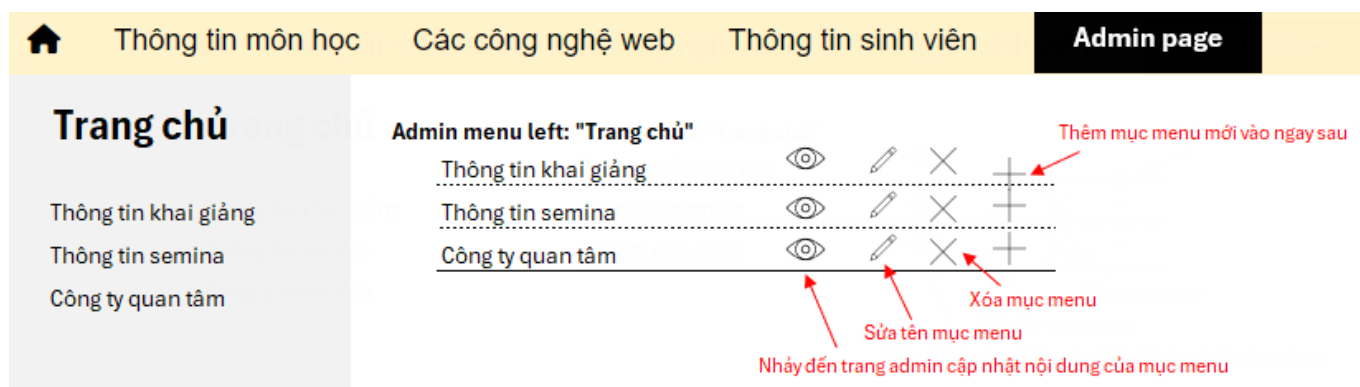 Thông tin môn học Các công nghệ web Thông tin sinh viên Admin page
Trang chủ
Thông tin khai giảng
Thông tin semina
Công ty quan tâm
Admin menu left: "Trang chủ"
Thêm mục menu mới vào ngay sau
Thông tin khai giảng
Thông tin semina
Công ty quan tâm
Xóa mục menu
Sửa tên mục menu
Nhảy đến trang admin cập nhật nội dung của mục menu